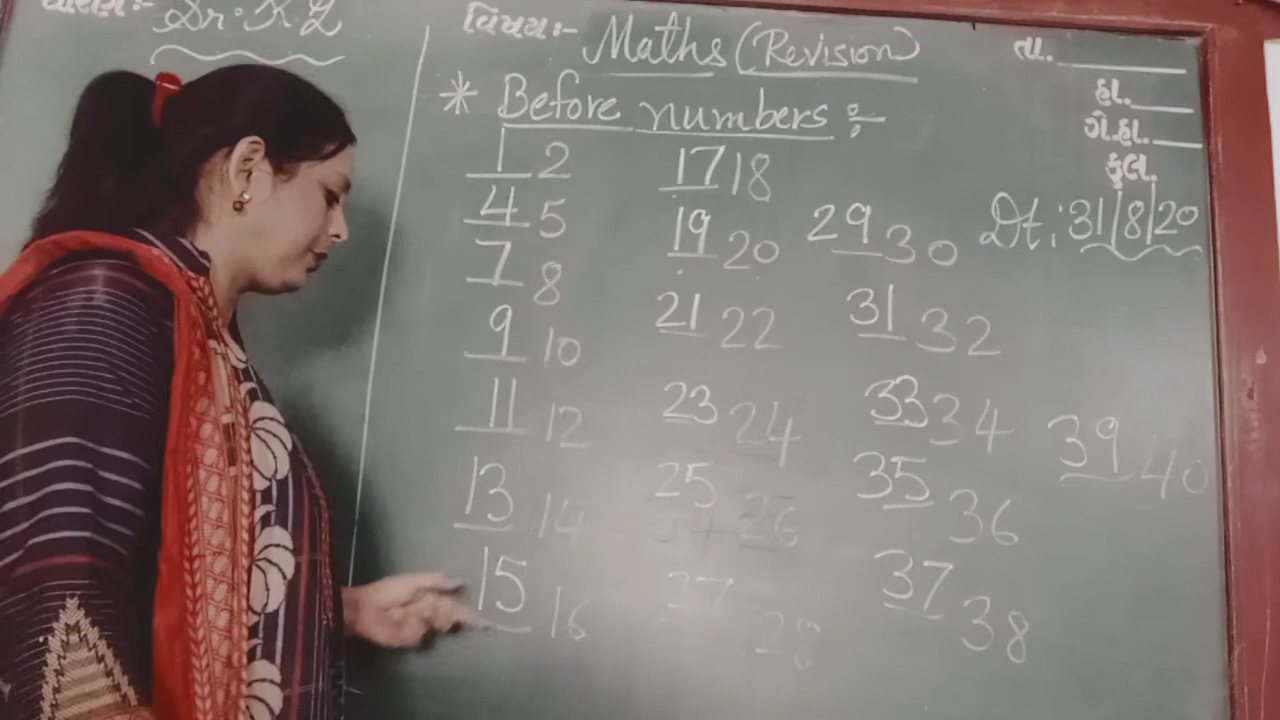 ધોરણ:- Sr. K.G
વિષય:- Maths (Revision)
તા.
હા.
ગે.હા.
કુલ.
Dt: 31/8/20
* Before numbers :-
1 2 17 18
4 5 19 20 29 30
7 8 21 22 31 32
9 10 23 24 33 34 39 40
11 12 25 26 35 36
13 14 27 28 37 38
15 16